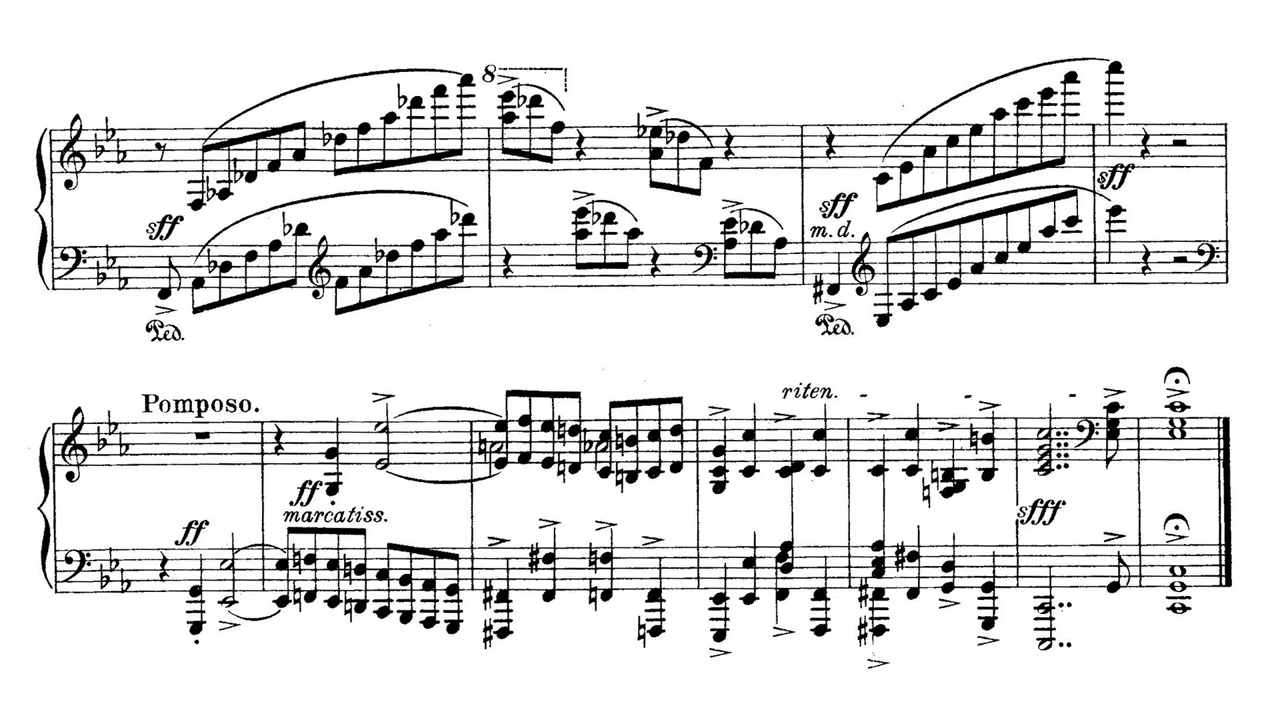 8
sff
sff
sff
m. d.
Ped.
Ped.
Pomposo.
riten. - - -
ff
marcatiss.
ff
sfff